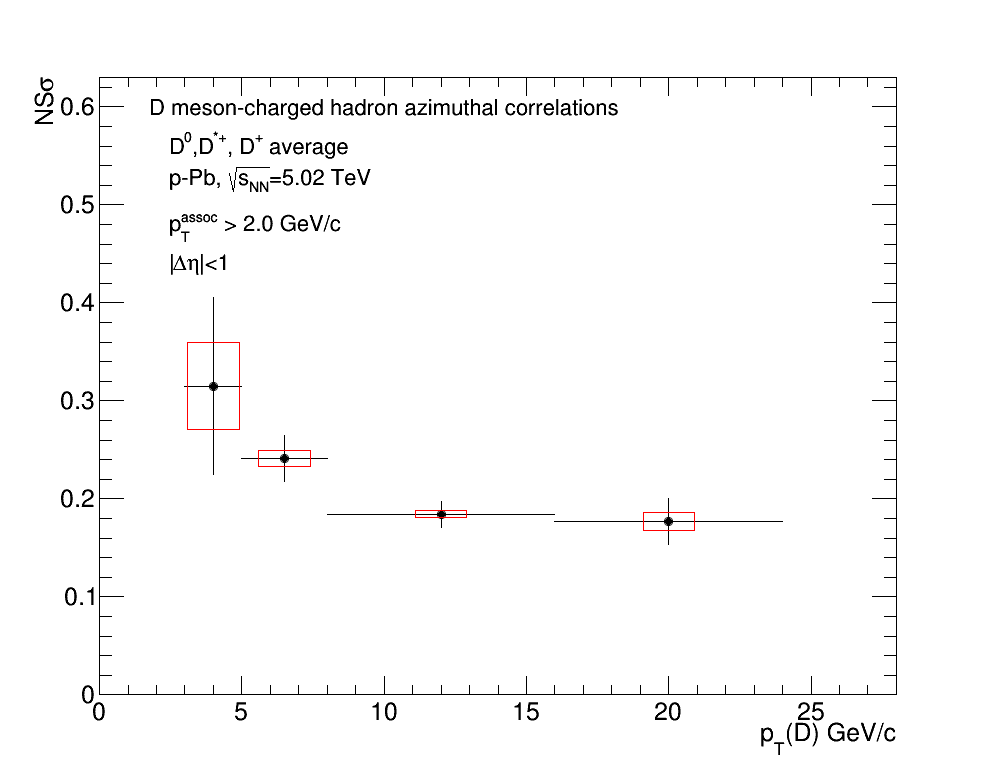 NSσ
D meson-charged hadron azimuthal correlations
D⁰,D*⁺, D⁺ average
p-Pb, √s_NN=5.02 TeV
p_T^assoc > 2.0 GeV/c
|Δη|<1
0.6
0.5
0.4
0.3
0.2
0.1
0
0 5 10 15 20 25
p_T(D) GeV/c